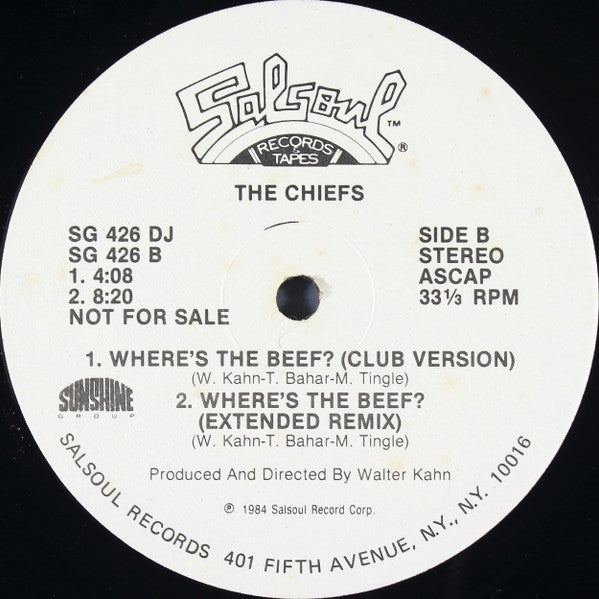 Salsoul ™
RECORDS & TAPES ®
THE CHIEFS
SG 426 DJ
SG 426 B
1. 4:08
2. 8:20
NOT FOR SALE
SIDE B
STEREO
ASCAP
33⅓ RPM
1. WHERE'S THE BEEF? (CLUB VERSION)
(W. Kahn-T. Bahar-M. Tingle)
2. WHERE'S THE BEEF?
(EXTENDED REMIX)
(W. Kahn-T. Bahar-M. Tingle)
SUNSHINE
GROUP
Produced And Directed By Walter Kahn
℗ 1984 Salsoul Record Corp.
SALSOUL RECORDS 401 FIFTH AVENUE, N.Y., N.Y. 10016